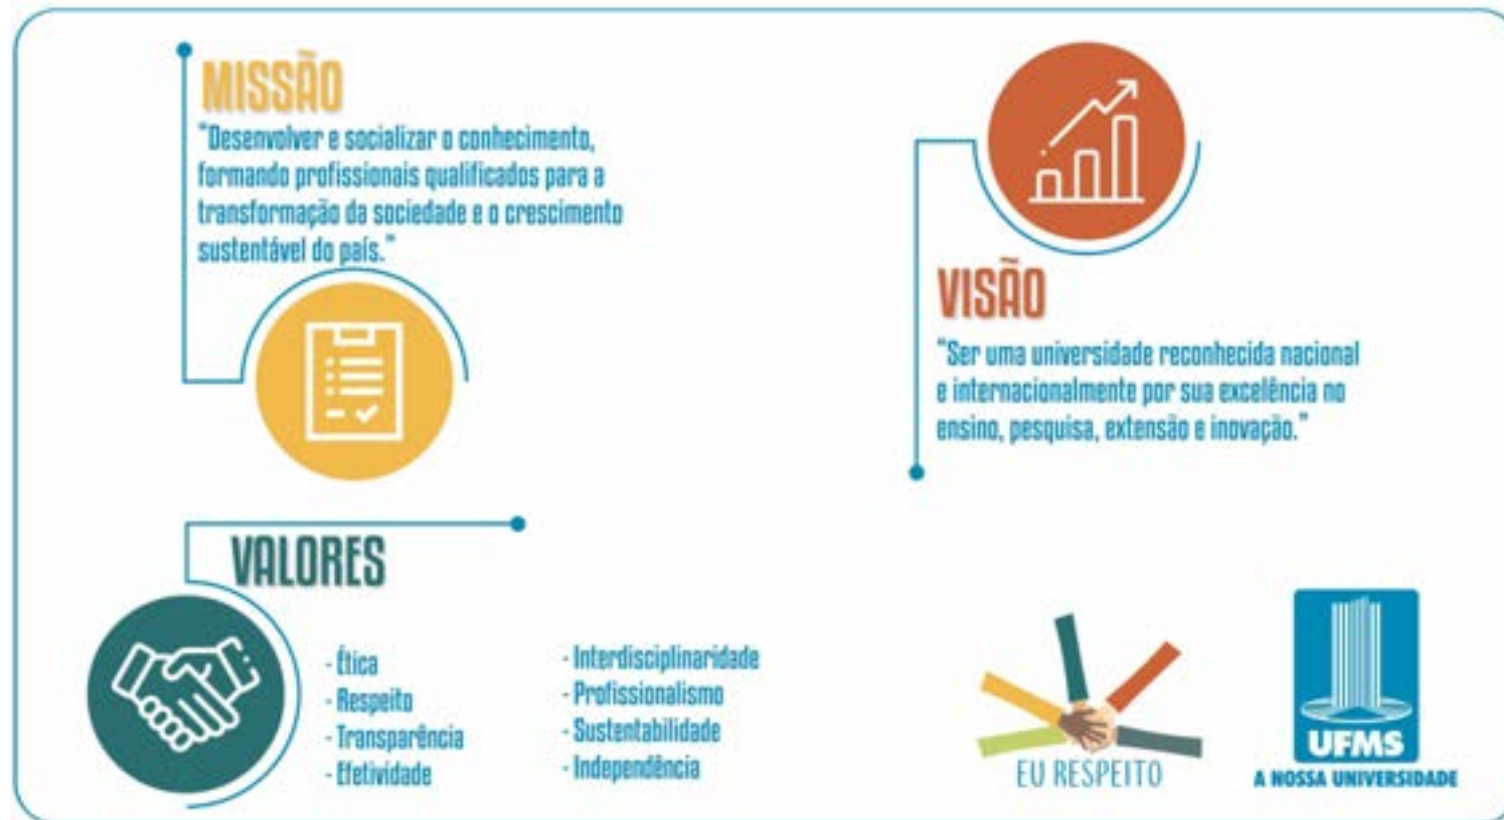 MISSÃO
"Desenvolver e socializar o conhecimento,
formando profissionais qualificados para a
transformação da sociedade e o crescimento
sustentável do país."
VISÃO
"Ser uma universidade reconhecida nacional
e internacionalmente por sua excelência no
ensino, pesquisa, extensão e inovação."
VALORES
- Ética
- Respeito
- Transparência
- Efetividade
- Interdisciplinaridade
- Profissionalismo
- Sustentabilidade
- Independência
EU RESPEITO
UFMS
A NOSSA UNIVERSIDADE